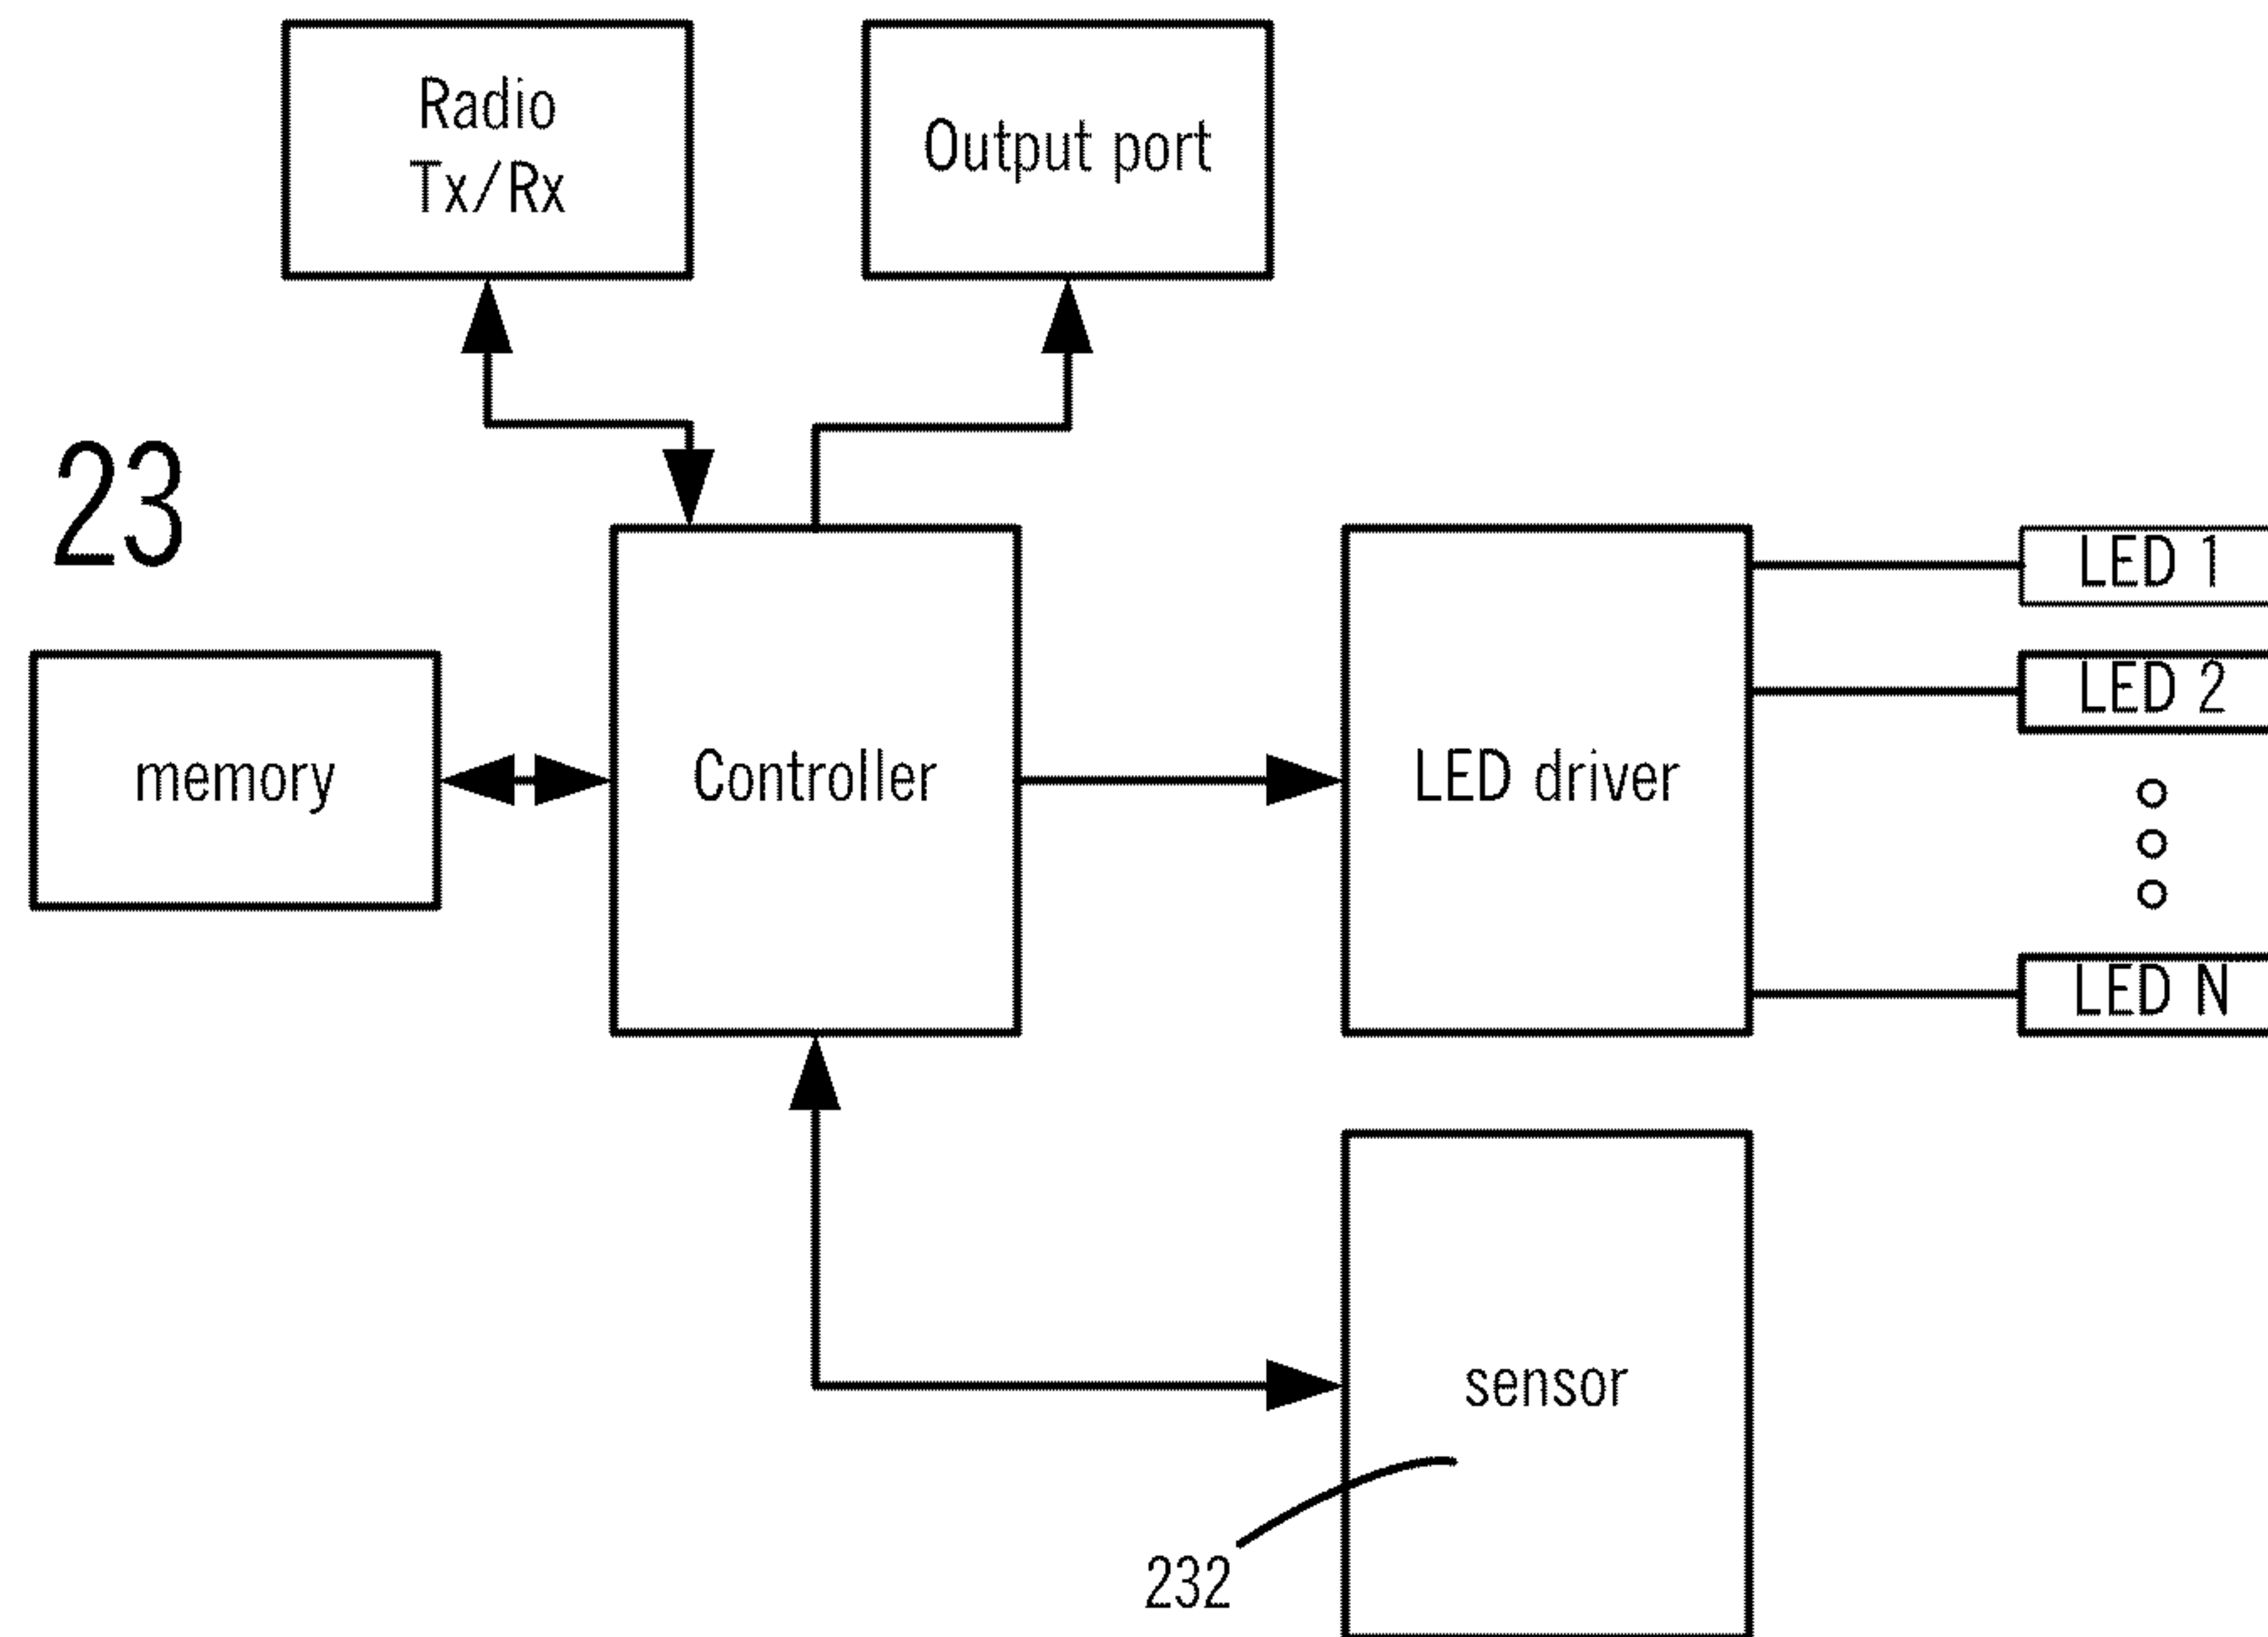 Radio
Tx/Rx
Output port
23
LED 1
LED 2
memory
Controller
LED driver
LED N
sensor
232